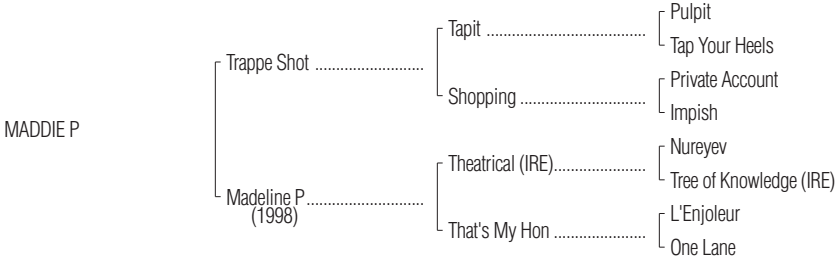 Pulpit
Tapit ......................................
Tap Your Heels
Trappe Shot ..........................
Private Account
Shopping ..............................
Impish
MADDIE P
Nureyev
Theatrical (IRE)......................
Tree of Knowledge (IRE)
Madeline P............................
(1998)
L'Enjoleur
That's My Hon ......................
One Lane